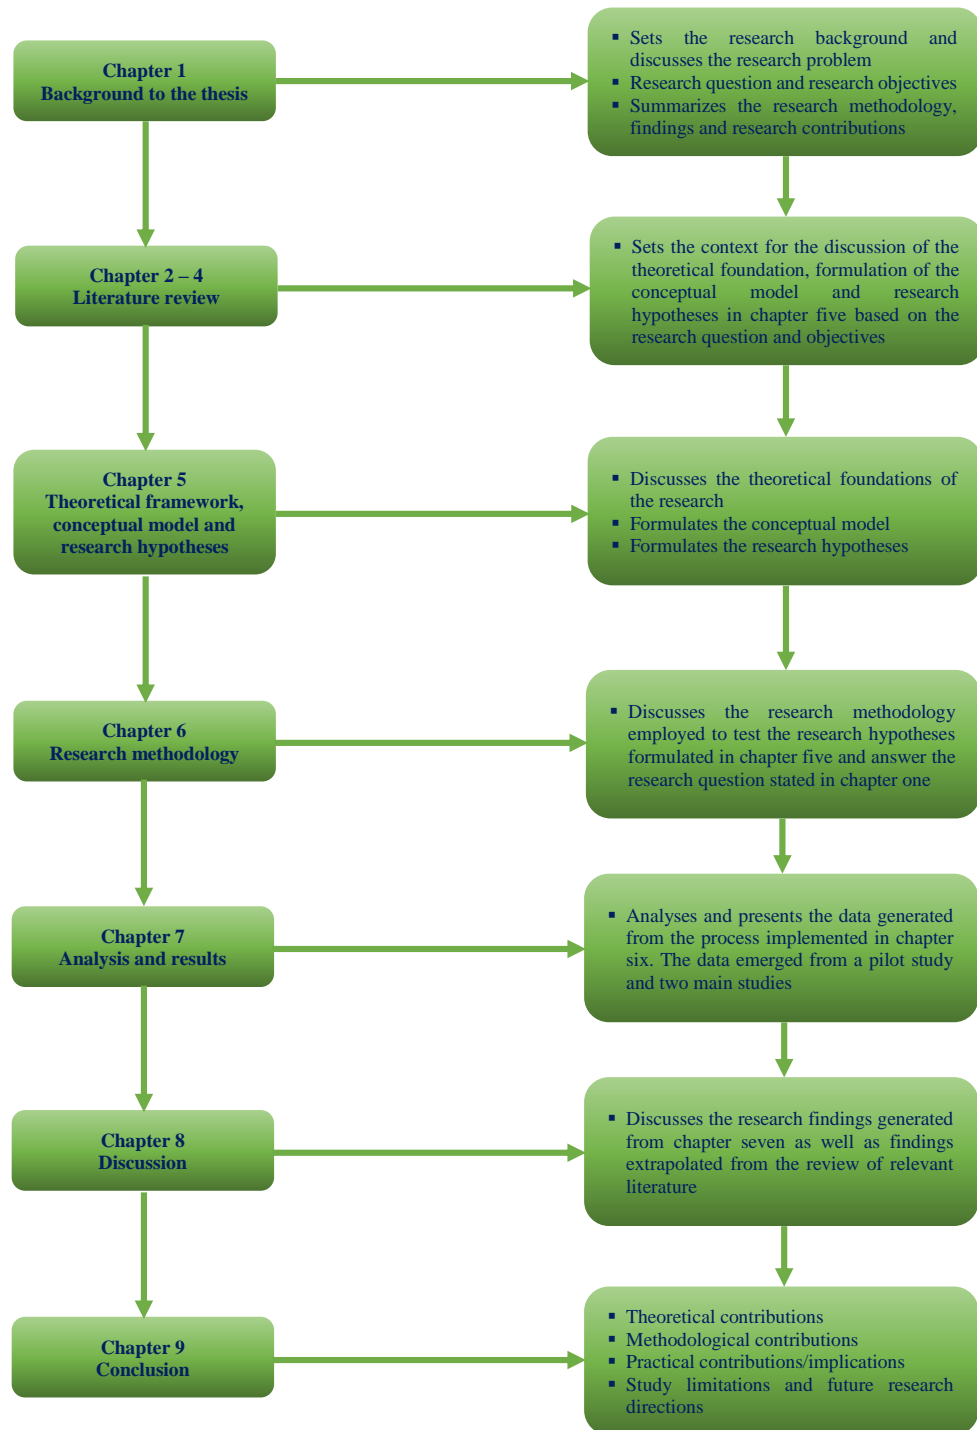 Chapter 1
Background to the thesis
▪ Sets the research background and
discusses the research problem
▪ Research question and research objectives
▪ Summarizes the research methodology,
findings and research contributions
Chapter 2 – 4
Literature review
▪ Sets the context for the discussion of the
theoretical foundation, formulation of the
conceptual model and research
hypotheses in chapter five based on the
research question and objectives
Chapter 5
Theoretical framework,
conceptual model and
research hypotheses
▪ Discusses the theoretical foundations of
the research
▪ Formulates the conceptual model
▪ Formulates the research hypotheses
Chapter 6
Research methodology
▪ Discusses the research methodology
employed to test the research hypotheses
formulated in chapter five and answer the
research question stated in chapter one
Chapter 7
Analysis and results
▪ Analyses and presents the data generated
from the process implemented in chapter
six. The data emerged from a pilot study
and two main studies
Chapter 8
Discussion
▪ Discusses the research findings generated
from chapter seven as well as findings
extrapolated from the review of relevant
literature
Chapter 9
Conclusion
▪ Theoretical contributions
▪ Methodological contributions
▪ Practical contributions/implications
▪ Study limitations and future research
directions